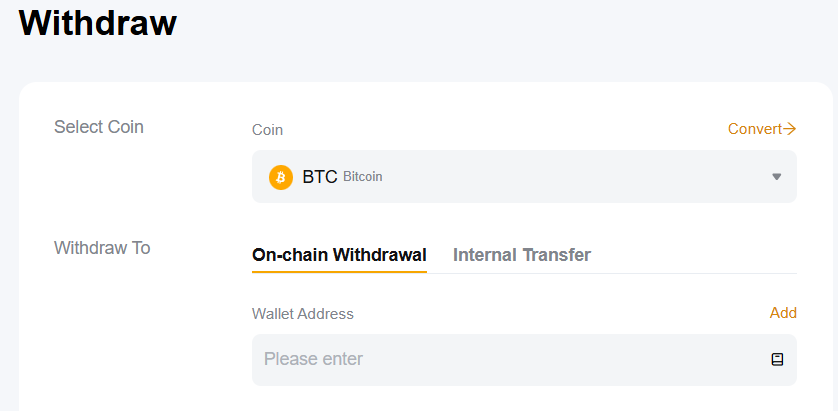 Withdraw
Select Coin
Coin
Convert
BTC Bitcoin
Withdraw To
On-chain Withdrawal Internal Transfer
Wallet Address
Add
Please enter